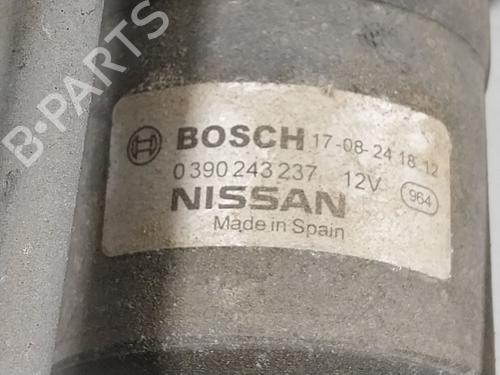 BOSCH 17-08-24 18 12
0 390 243 237 12V 964
NISSAN
Made in Spain
B-PARTS